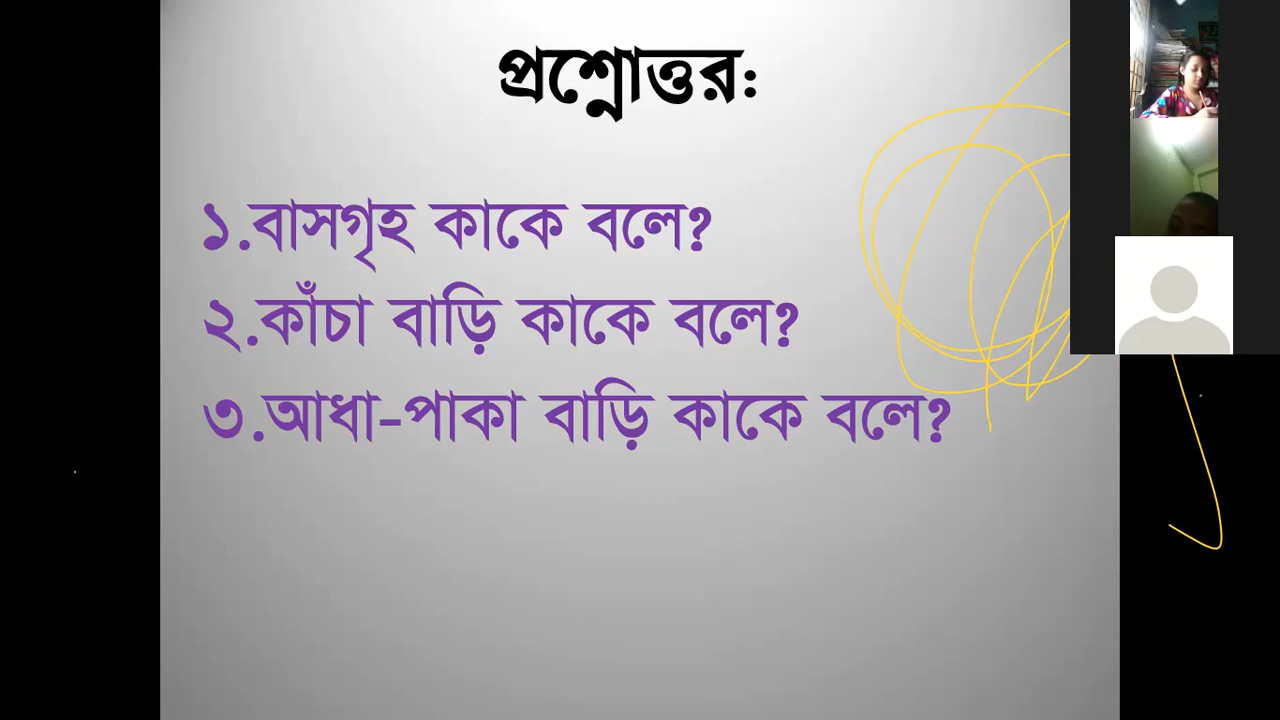 প্রশ্নোত্তর:
১.বাসগৃহ কাকে বলে?
২.কাঁচা বাড়ি কাকে বলে?
৩.আধা-পাকা বাড়ি কাকে বলে?